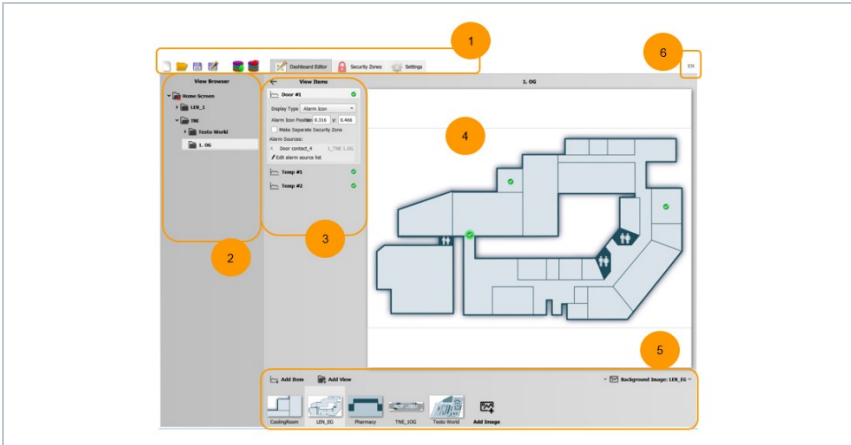 1
6
Dashboard Editor
Security Zones
Settings
EN
View Browser
View Items
1. OG
Home Screen
LEN_1
TNE
Testo World
1. OG
Door #1
Display Type
Alarm Icon
Alarm Icon Position 0.316 y: 0.466
Make Separate Security Zone
Alarm Sources:
Door contact_4 1_TNE 1.OG
Edit alarm source list
Temp #1
Temp #2
2
3
4
5
Add Item
Add View
Background Image: LEN_EG
CoolingRoom
LEN_EG
Pharmacy
TNE_1OG
Testo World
Add Image